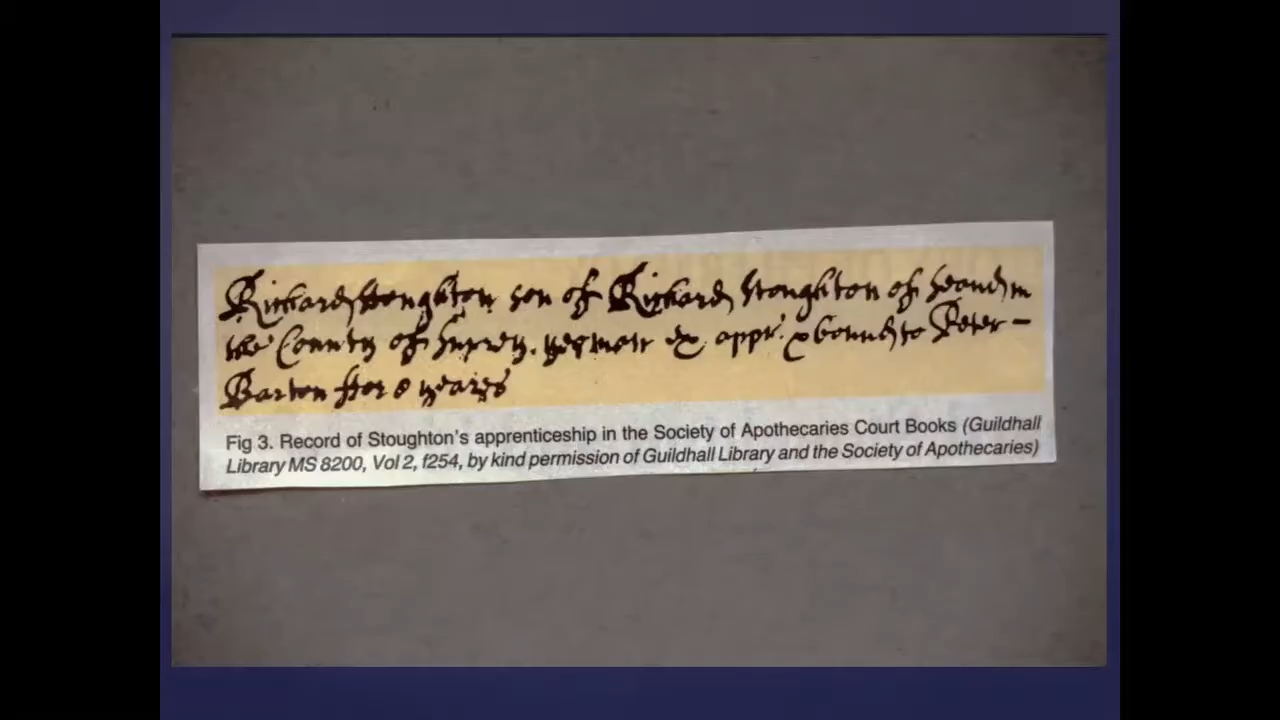 Richard Stoughton son of Richard Stoughton of in
the County of Surrey. ex appr. & bound to Peter –
Barton for 8 yeares
Fig 3. Record of Stoughton's apprenticeship in the Society of Apothecaries Court Books (Guildhall
Library MS 8200, Vol 2, f254, by kind permission of Guildhall Library and the Society of Apothecaries)